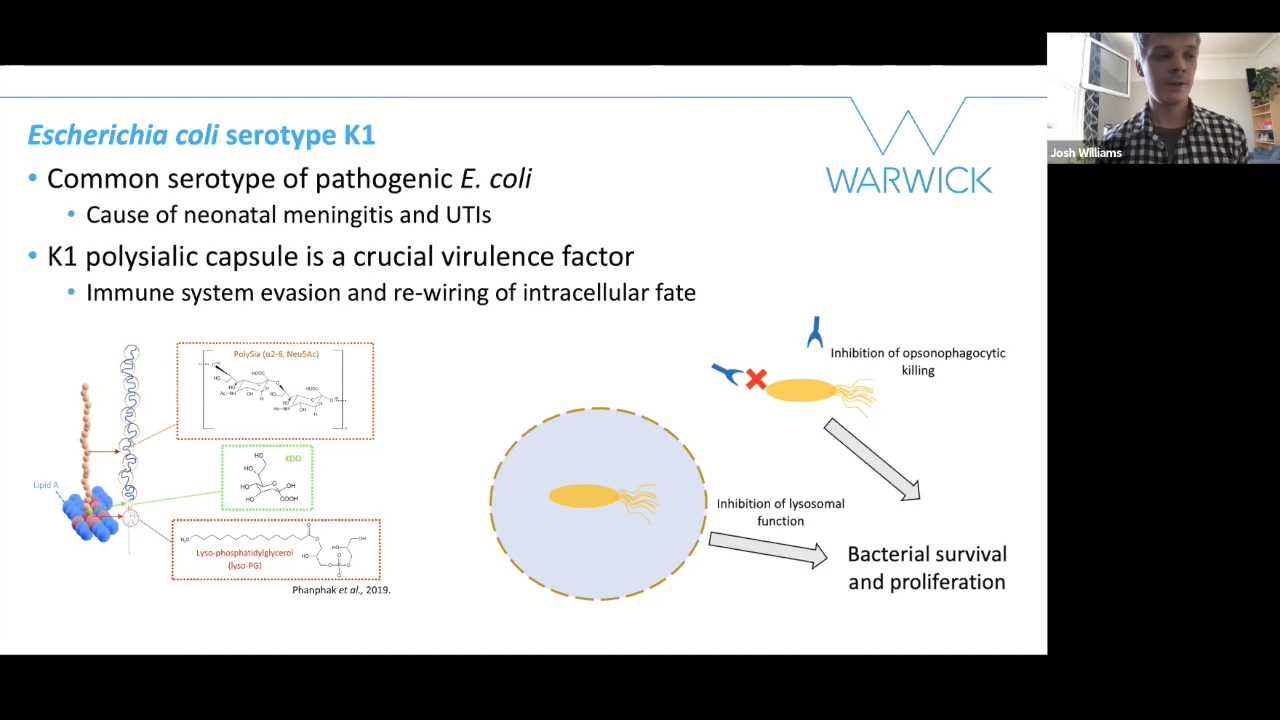 Escherichia coli serotype K1
WARWICK
Josh Williams
• Common serotype of pathogenic E. coli
• Cause of neonatal meningitis and UTIs
• K1 polysialic capsule is a crucial virulence factor
• Immune system evasion and re-wiring of intracellular fate
PolySia (α2-8, Neu5Ac)
KDO
Lipid A
Lyso-phosphatidylglycerol
(lyso-PG)
Phanphak et al., 2019.
Inhibition of opsonophagocytic
killing
Inhibition of lysosomal
function
Bacterial survival
and proliferation